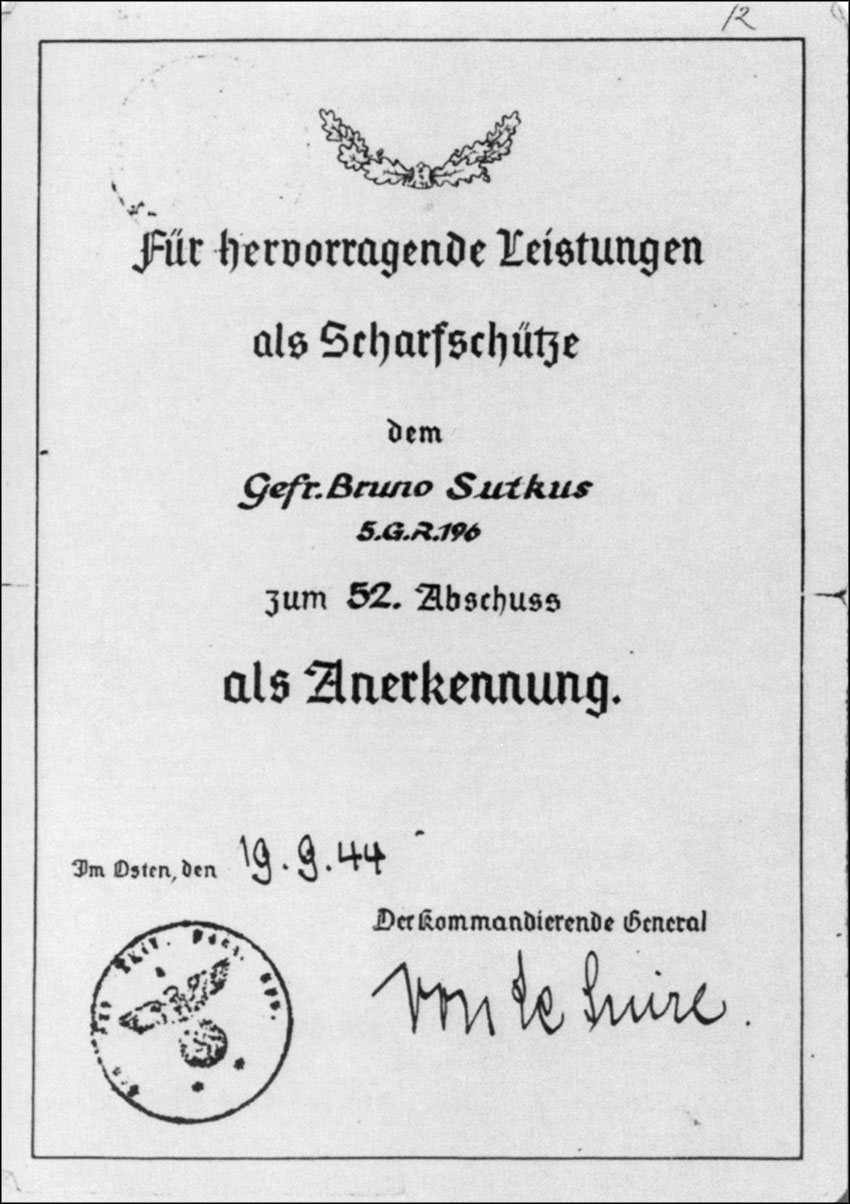 12
Für hervorragende Leistungen
als Scharfschütze
dem
Gefr. Bruno Sutkus
5.G.R.196
zum 52. Abschuss
als Anerkennung.
Im Osten, den 19.9.44
Der Kommandierende General
von Le Suire.